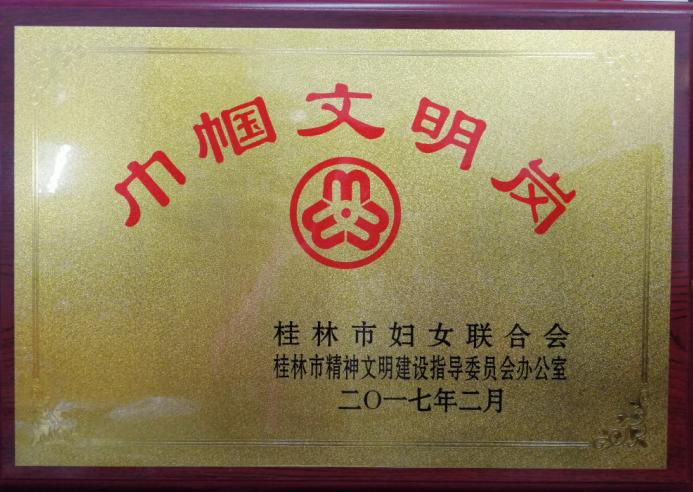 巾帼文明岗
桂林市妇女联合会
桂林市精神文明建设指导委员会办公室
二〇一七年二月